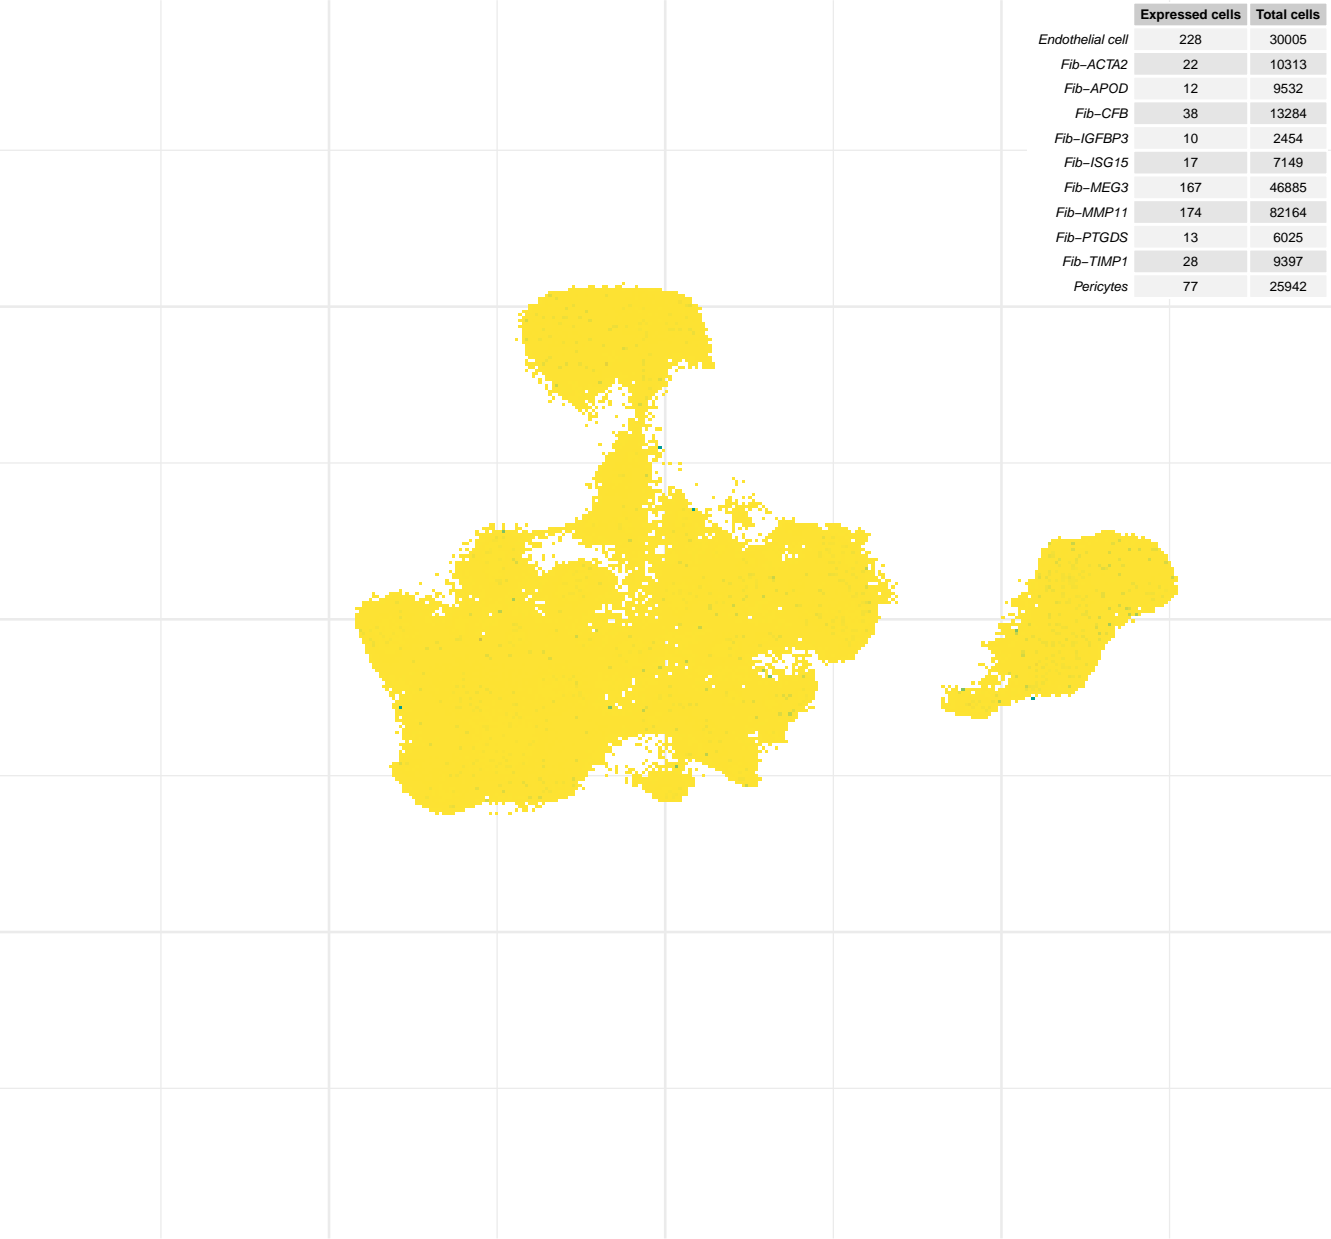 Expressed cells Total cells
Endothelial cell 228 30005
Fib−ACTA2 22 10313
Fib−APOD 12 9532
Fib−CFB 38 13284
Fib−IGFBP3 10 2454
Fib−ISG15 17 7149
Fib−MEG3 167 46885
Fib−MMP11 174 82164
Fib−PTGDS 13 6025
Fib−TIMP1 28 9397
Pericytes 77 25942